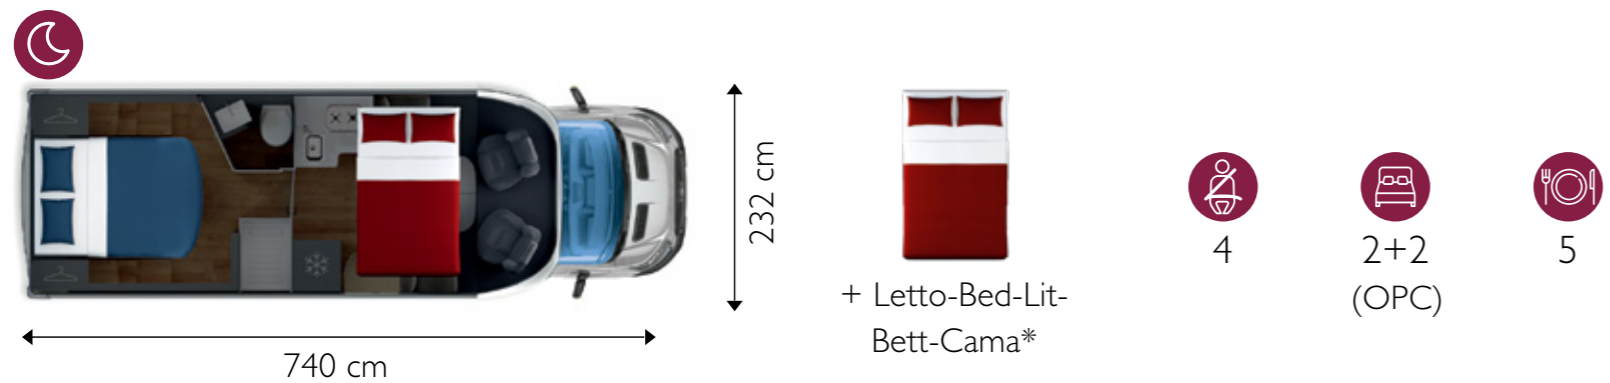 232 cm
740 cm
+ Letto-Bed-Lit-
Bett-Cama*
4
2+2
(OPC)
5